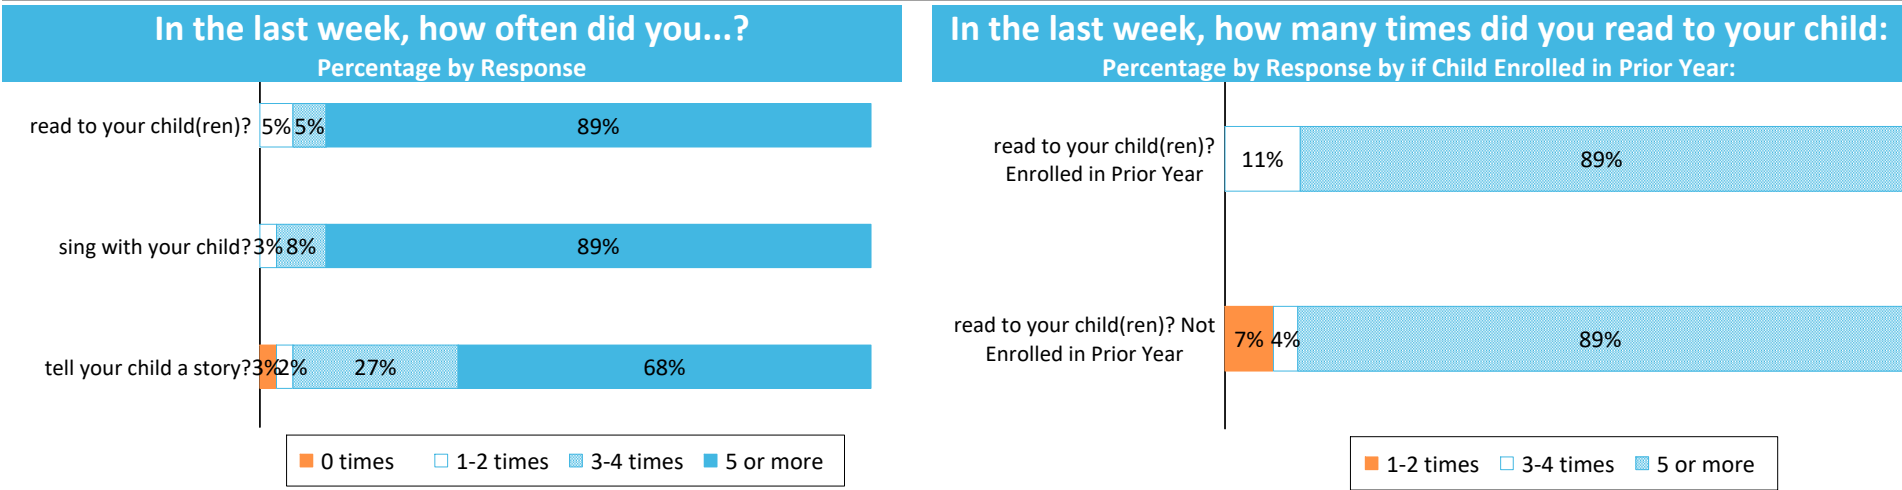 In the last week, how often did you...?
Percentage by Response
read to your child(ren)? 5% 5% 89%
sing with your child? 3% 8% 89%
tell your child a story? 3% 2% 27% 68%
0 times 1-2 times 3-4 times 5 or more
In the last week, how many times did you read to your child:
Percentage by Response by if Child Enrolled in Prior Year:
read to your child(ren)?
Enrolled in Prior Year
11% 89%
read to your child(ren)? Not
Enrolled in Prior Year
7% 4% 89%
1-2 times 3-4 times 5 or more